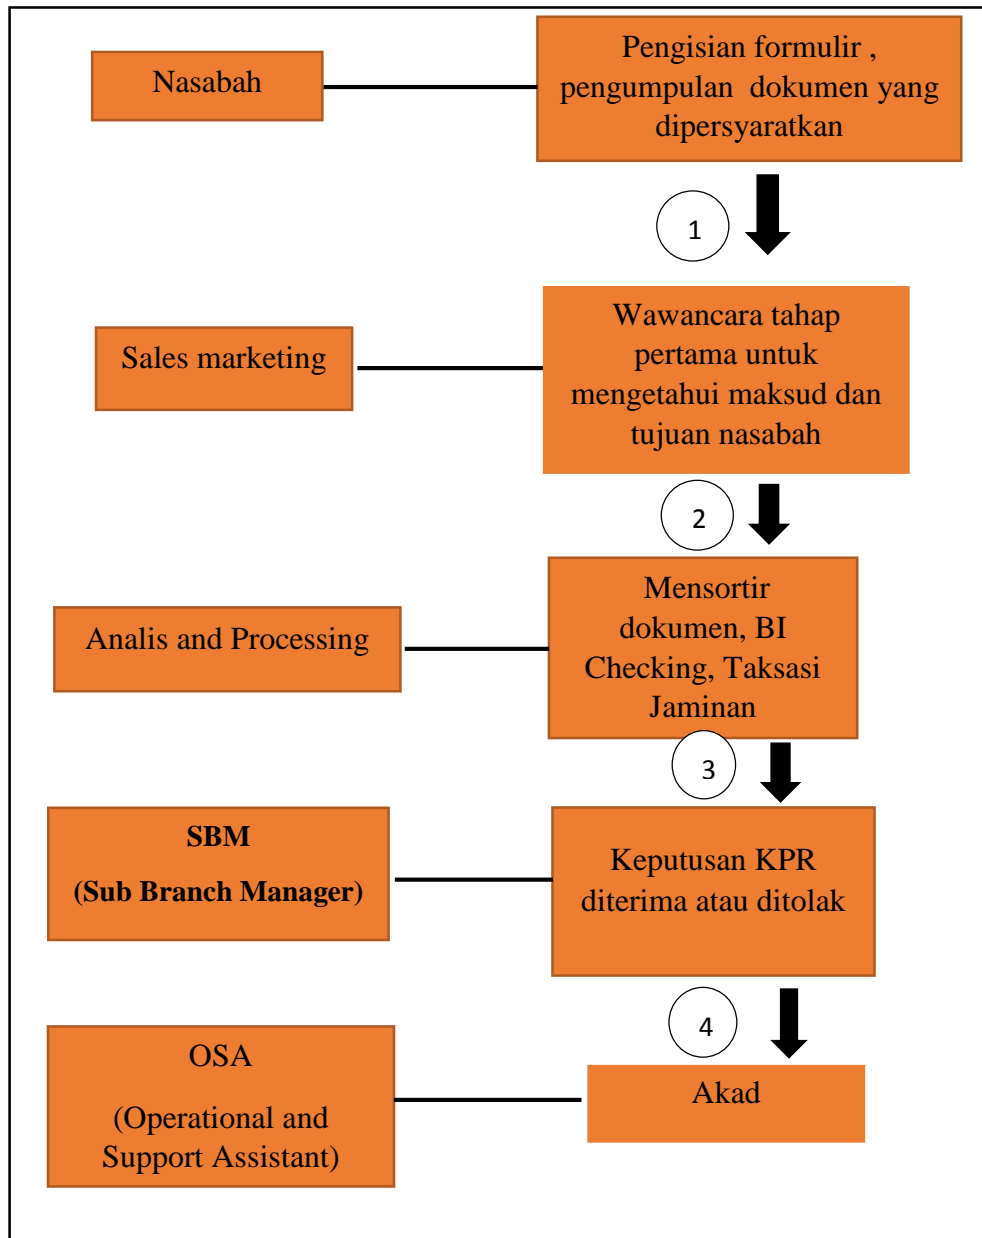 Nasabah
Pengisian formulir ,
pengumpulan dokumen yang
dipersyaratkan
1
Sales marketing
Wawancara tahap
pertama untuk
mengetahui maksud dan
tujuan nasabah
2
Analis and Processing
Mensortir
dokumen, BI
Checking, Taksasi
Jaminan
3
SBM
(Sub Branch Manager)
Keputusan KPR
diterima atau ditolak
4
OSA
(Operational and
Support Assistant)
Akad